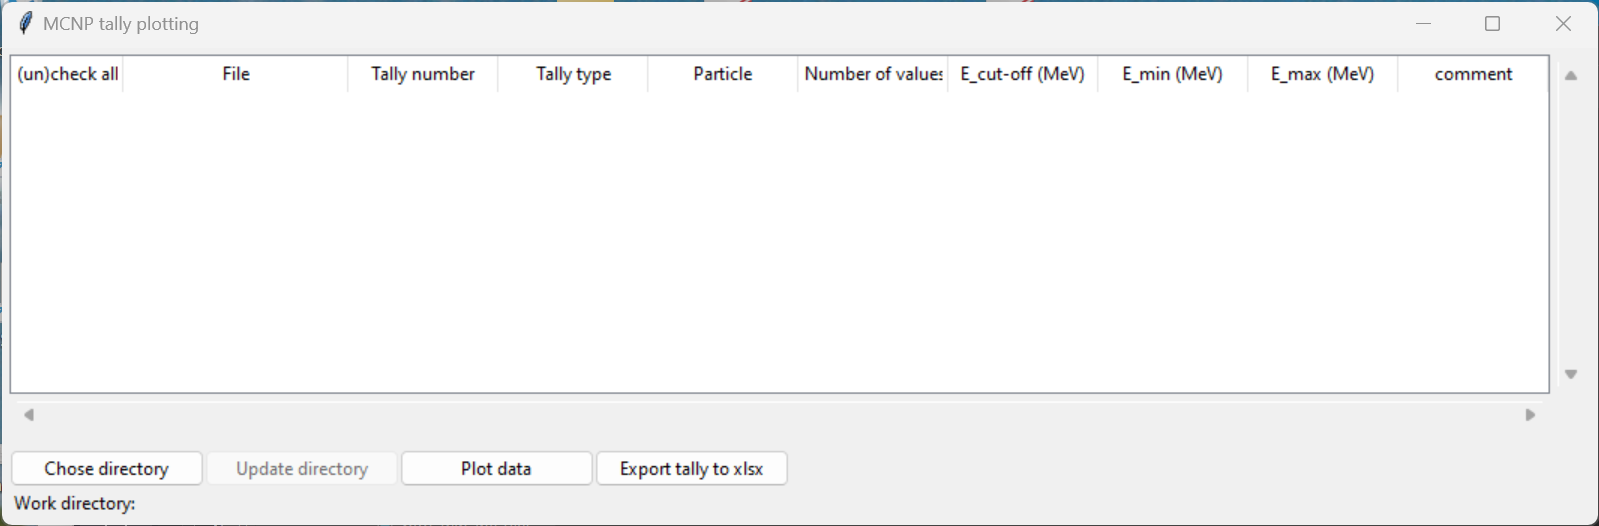 MCNP tally plotting
(un)check all File Tally number Tally type Particle Number of values E_cut-off (MeV) E_min (MeV) E_max (MeV) comment
Chose directory Update directory Plot data Export tally to xlsx
Work directory: